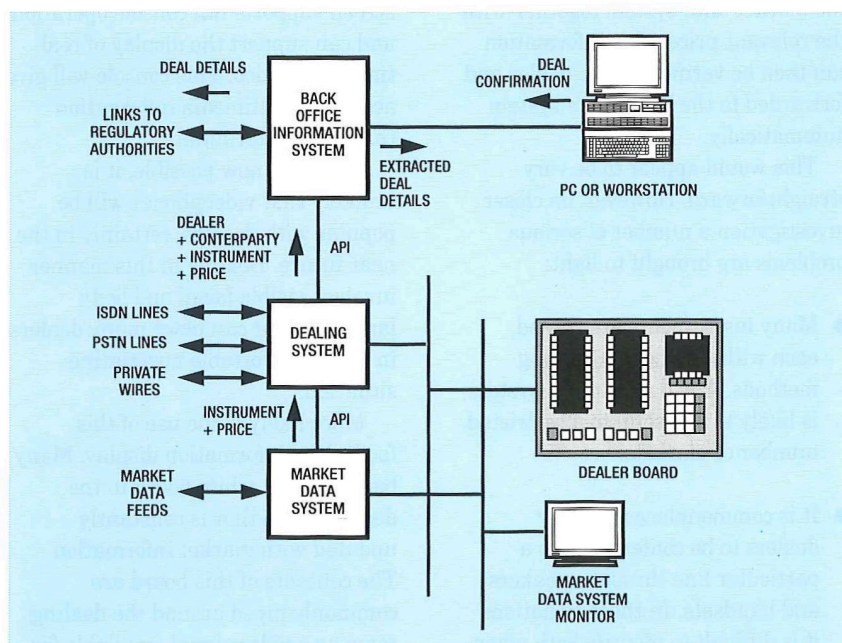 DEAL DETAILS
LINKS TO
REGULATORY
AUTHORITIES
BACK
OFFICE
INFORMATION
SYSTEM
DEAL
CONFIRMATION
EXTRACTED
DEAL
DETAILS
PC OR WORKSTATION
DEALER
+ COUNTERPARTY
+ INSTRUMENT
+ PRICE
API
ISDN LINES
PSTN LINES
PRIVATE
WIRES
DEALING
SYSTEM
INSTRUMENT
+ PRICE
API
DEALER BOARD
MARKET
DATA
FEEDS
MARKET
DATA
SYSTEM
MARKET
DATA SYSTEM
MONITOR